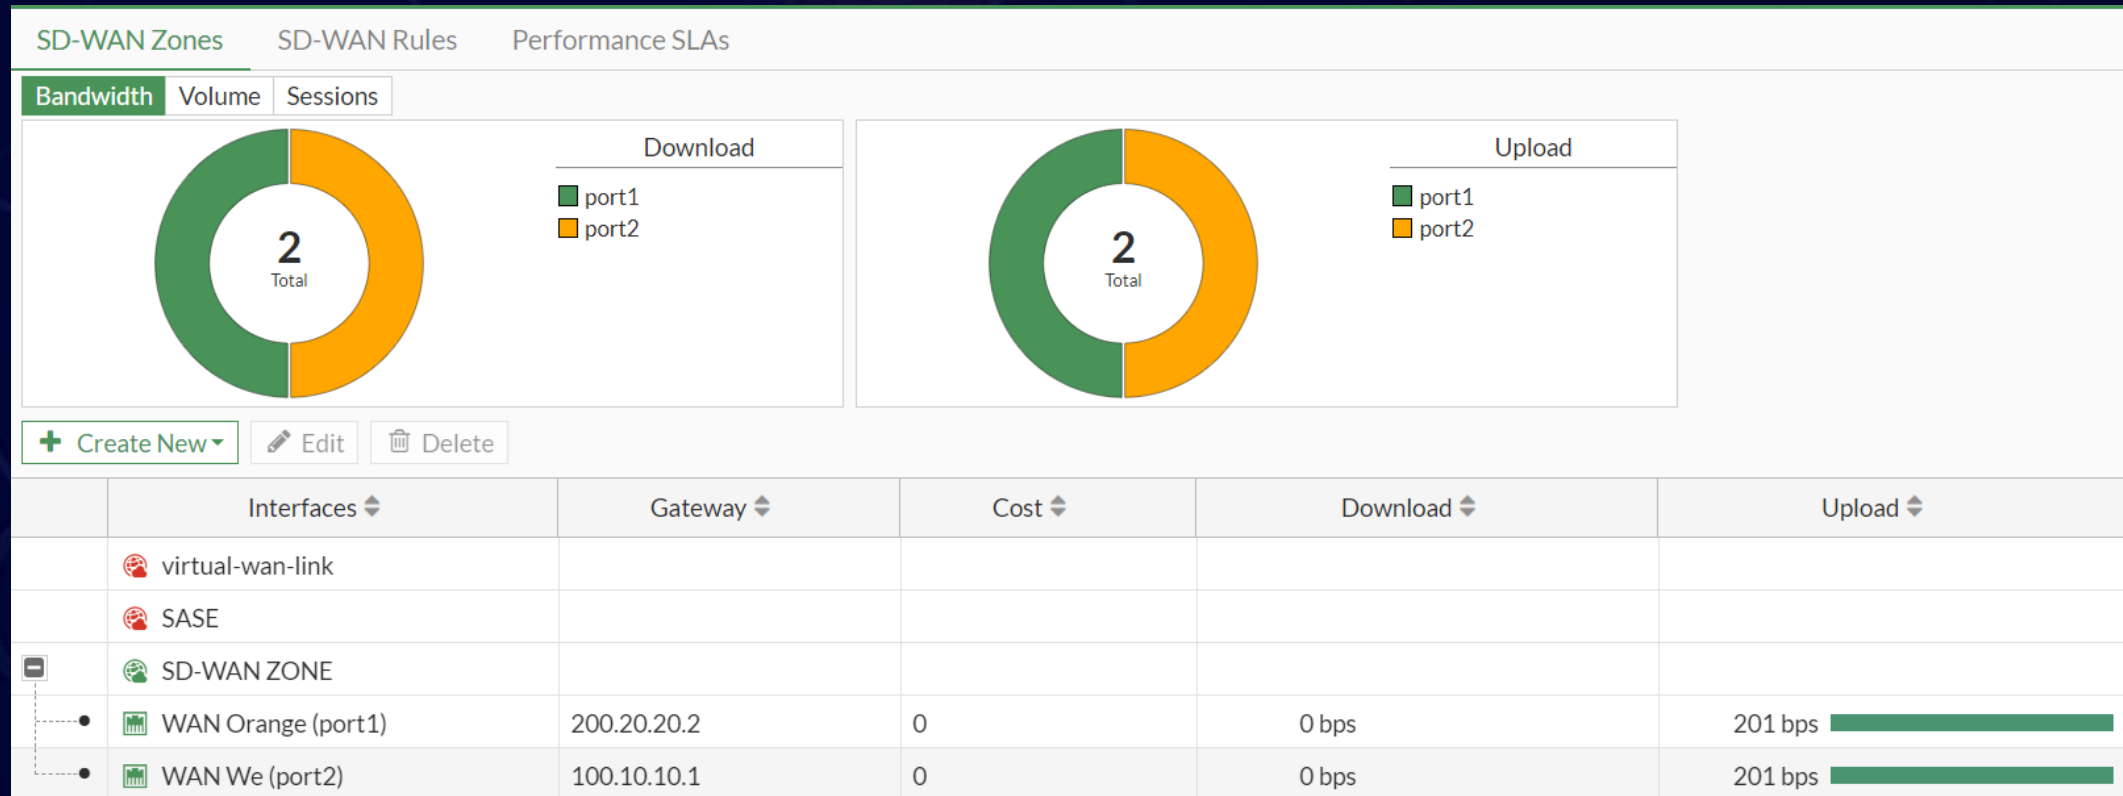 SD-WAN Zones SD-WAN Rules Performance SLAs
Bandwidth Volume Sessions
Download
port1
port2
2
Total
Upload
port1
port2
2
Total
Create New Edit Delete
Interfaces Gateway Cost Download Upload
virtual-wan-link
SASE
SD-WAN ZONE
WAN Orange (port1) 200.20.20.2 0 0 bps 201 bps
WAN We (port2) 100.10.10.1 0 0 bps 201 bps